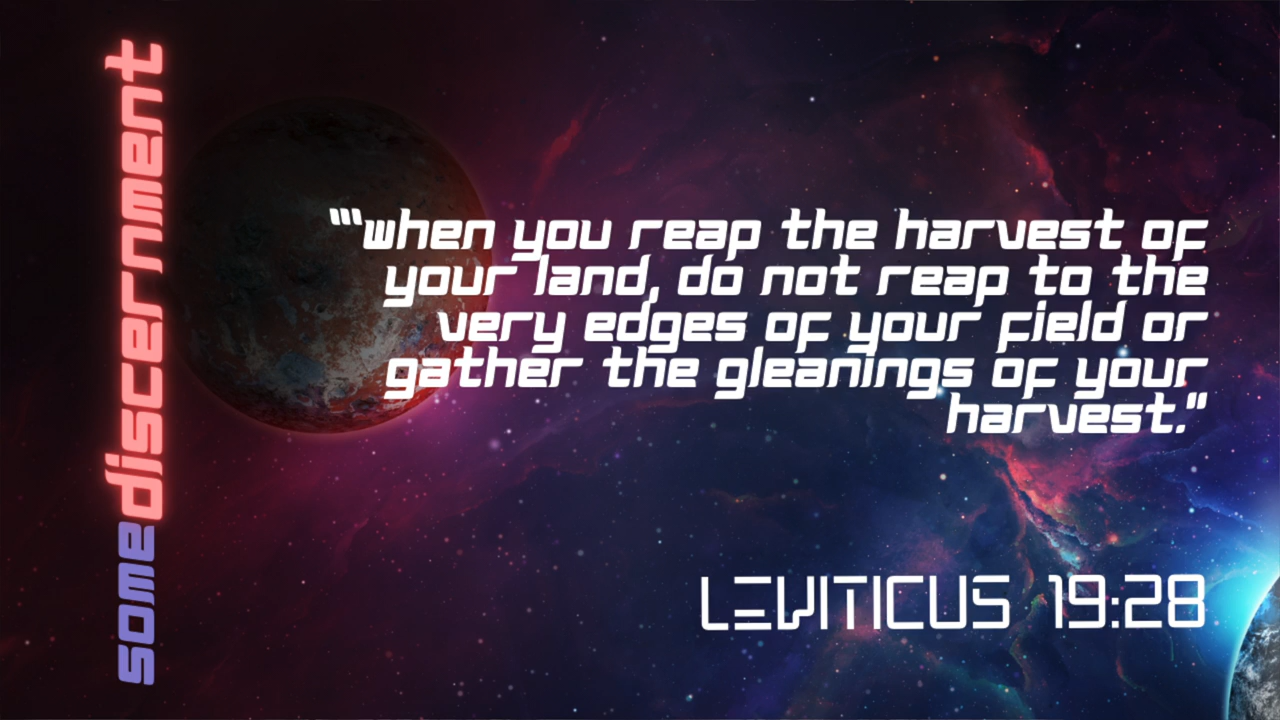 somediscernment
"'When you reap the harvest of
your land, do not reap to the
very edges of your field or
gather the gleanings of your
harvest."
LEVITICUS 19:28